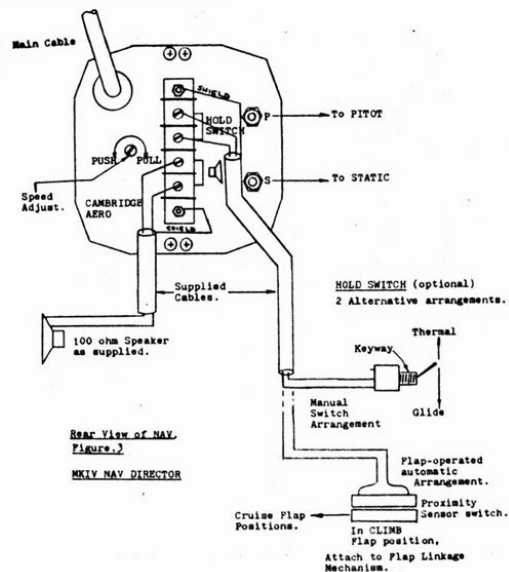 Main Cable
SHIELD
HOLD
SWITCH
P
To PITOT
PUSH PULL
S
To STATIC
Speed
Adjust.
CAMBRIDGE
AERO
SHIELD
Supplied
Cables.
HOLD SWITCH (optional)
2 Alternative arrangements.
Thermal
Keyway
100 ohm Speaker
as supplied.
Glide
Manual
Switch
Arrangement
Rear View of NAV.
Figure.3
MKIV NAV DIRECTOR
Flap-operated
automatic
Arrangement.
Proximity
Sensor switch.
Cruise Flap
Positions.
In CLIMB
Flap position,
Attach to Flap Linkage
Mechanism.